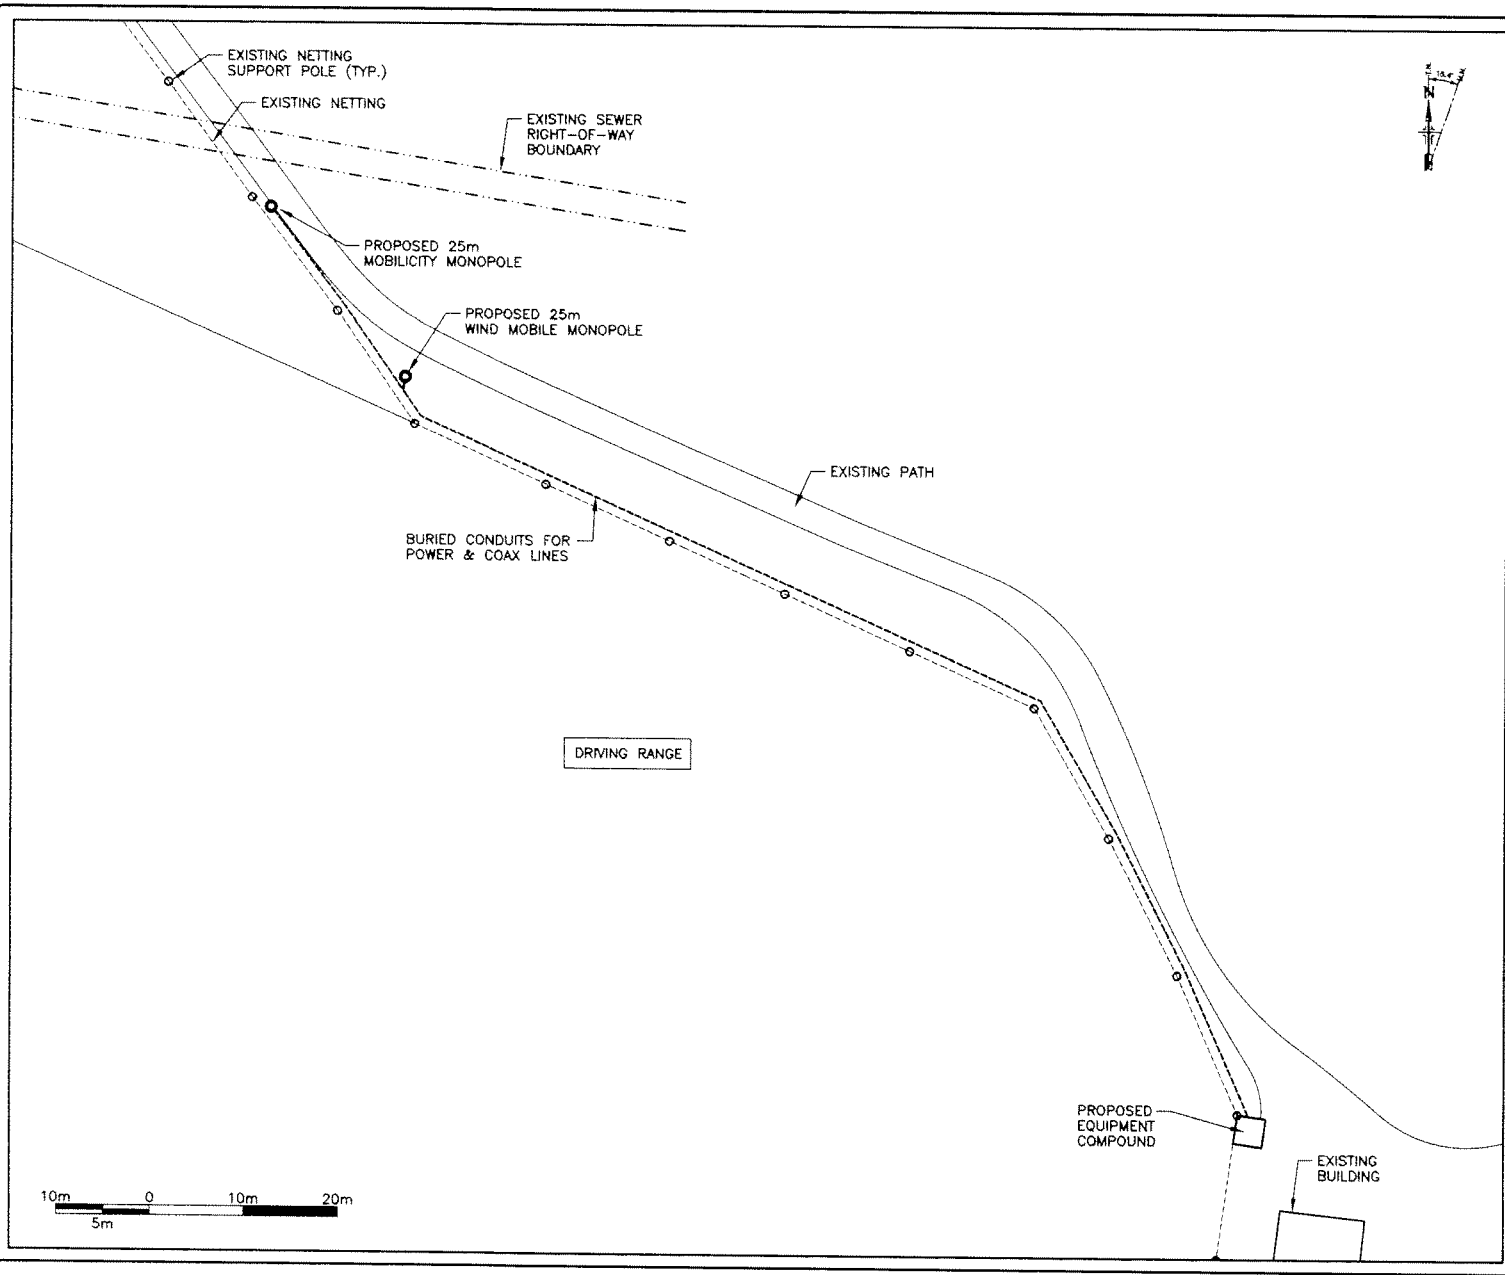 EXISTING NETTING
SUPPORT POLE (TYP.)
EXISTING NETTING
EXISTING SEWER
RIGHT-OF-WAY
BOUNDARY
N
PROPOSED 25m
MOBILICITY MONOPOLE
PROPOSED 25m
WIND MOBILE MONOPOLE
EXISTING PATH
BURIED CONDUITS FOR
POWER & COAX LINES
DRIVING RANGE
PROPOSED
EQUIPMENT
COMPOUND
EXISTING
BUILDING
10m 0 10m 20m
5m